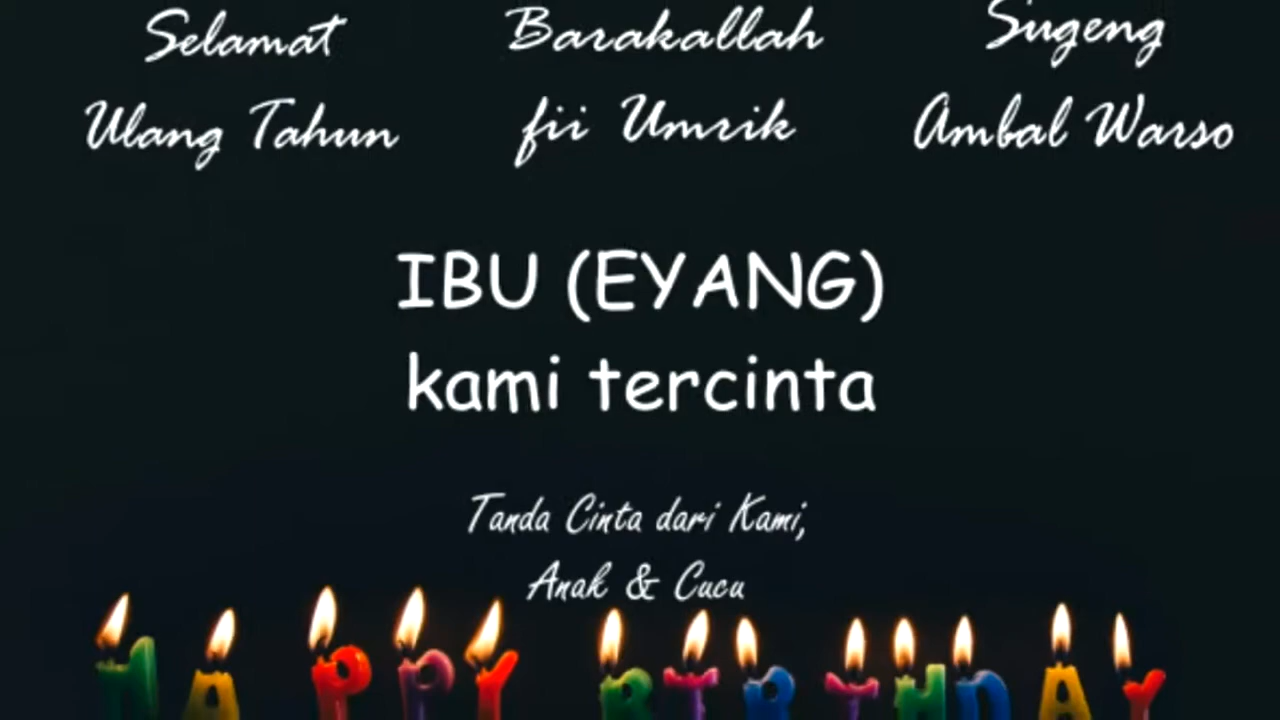 Selamat
Ulang Tahun
Barakallah
fii Umrik
Sugeng
Ambal Warso
IBU (EYANG)
kami tercinta
Tanda Cinta dari Kami,
Anak & Cucu
HAPPY BIRTHDAY